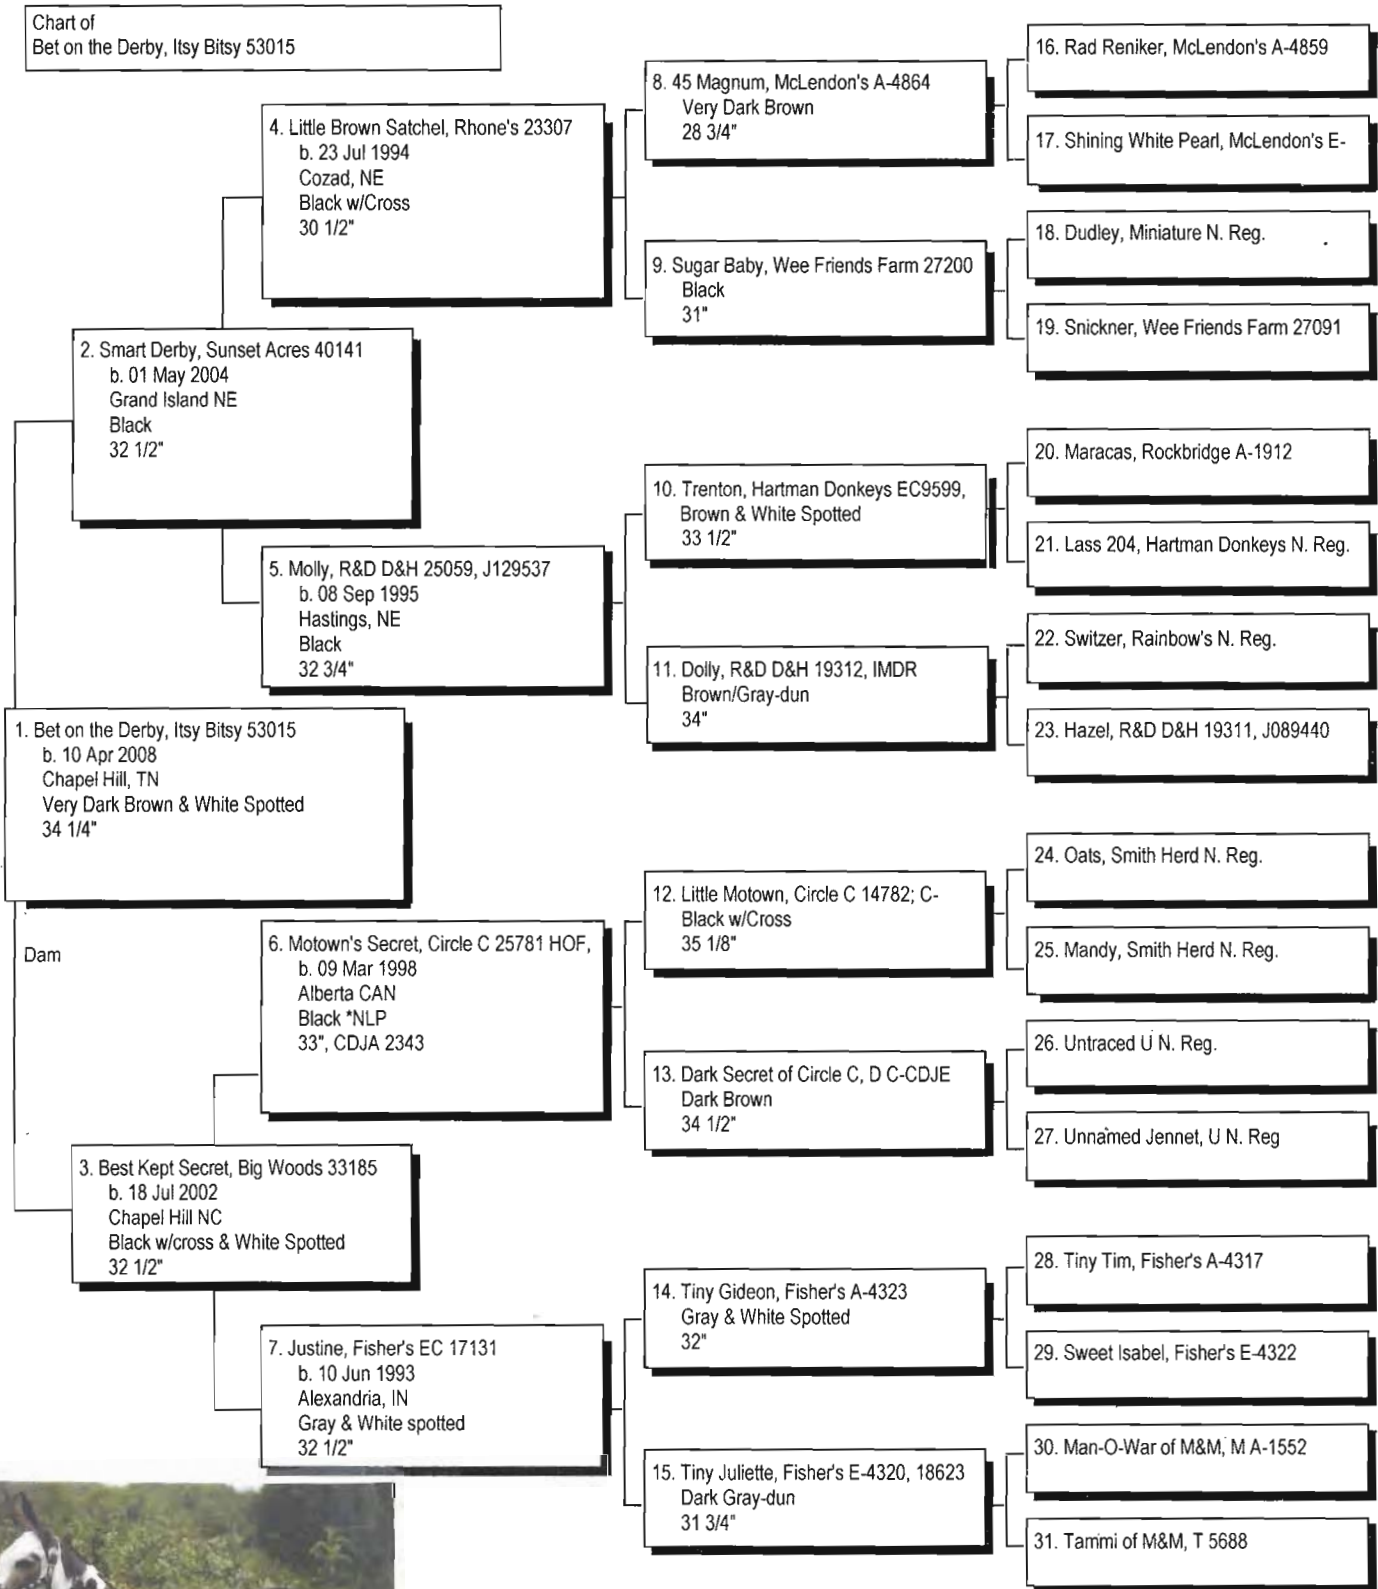 Chart of
Bet on the Derby, Itsy Bitsy 53015
1. Bet on the Derby, Itsy Bitsy 53015
b. 10 Apr 2008
Chapel Hill, TN
Very Dark Brown & White Spotted
34 1/4"
Dam
2. Smart Derby, Sunset Acres 40141
b. 01 May 2004
Grand Island NE
Black
32 1/2"
3. Best Kept Secret, Big Woods 33185
b. 18 Jul 2002
Chapel Hill NC
Black w/cross & White Spotted
32 1/2"
4. Little Brown Satchel, Rhone's 23307
b. 23 Jul 1994
Cozad, NE
Black w/Cross
30 1/2"
5. Molly, R&D D&H 25059, J129537
b. 08 Sep 1995
Hastings, NE
Black
32 3/4"
6. Motown's Secret, Circle C 25781 HOF,
b. 09 Mar 1998
Alberta CAN
Black *NLP
33", CDJA 2343
7. Justine, Fisher's EC 17131
b. 10 Jun 1993
Alexandria, IN
Gray & White spotted
32 1/2"
8. 45 Magnum, McLendon's A-4864
Very Dark Brown
28 3/4"
9. Sugar Baby, Wee Friends Farm 27200
Black
31"
10. Trenton, Hartman Donkeys EC9599,
Brown & White Spotted
33 1/2"
11. Dolly, R&D D&H 19312, IMDR
Brown/Gray-dun
34"
12. Little Motown, Circle C 14782; C-
Black w/Cross
35 1/8"
13. Dark Secret of Circle C, D C-CDJE
Dark Brown
34 1/2"
14. Tiny Gideon, Fisher's A-4323
Gray & White Spotted
32"
15. Tiny Juliette, Fisher's E-4320, 18623
Dark Gray-dun
31 3/4"
16. Rad Reniker, McLendon's A-4859
17. Shining White Pearl, McLendon's E-
18. Dudley, Miniature N. Reg.
19. Snickner, Wee Friends Farm 27091
20. Maracas, Rockbridge A-1912
21. Lass 204, Hartman Donkeys N. Reg.
22. Switzer, Rainbow's N. Reg.
23. Hazel, R&D D&H 19311, J089440
24. Oats, Smith Herd N. Reg.
25. Mandy, Smith Herd N. Reg.
26. Untraced U N. Reg.
27. Unnamed Jennet, U N. Reg
28. Tiny Tim, Fisher's A-4317
29. Sweet Isabel, Fisher's E-4322
30. Man-O-War of M&M, M A-1552
31. Tammi of M&M, T 5688